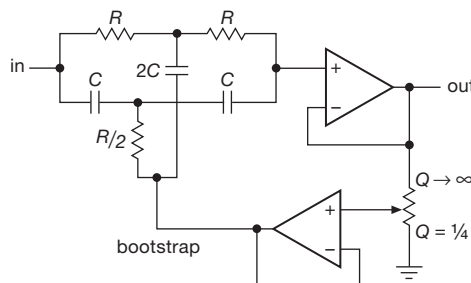 R
R
in
2C
C
C
+
−
out
R/2
Q → ∞
+
Q = ¼
−
bootstrap